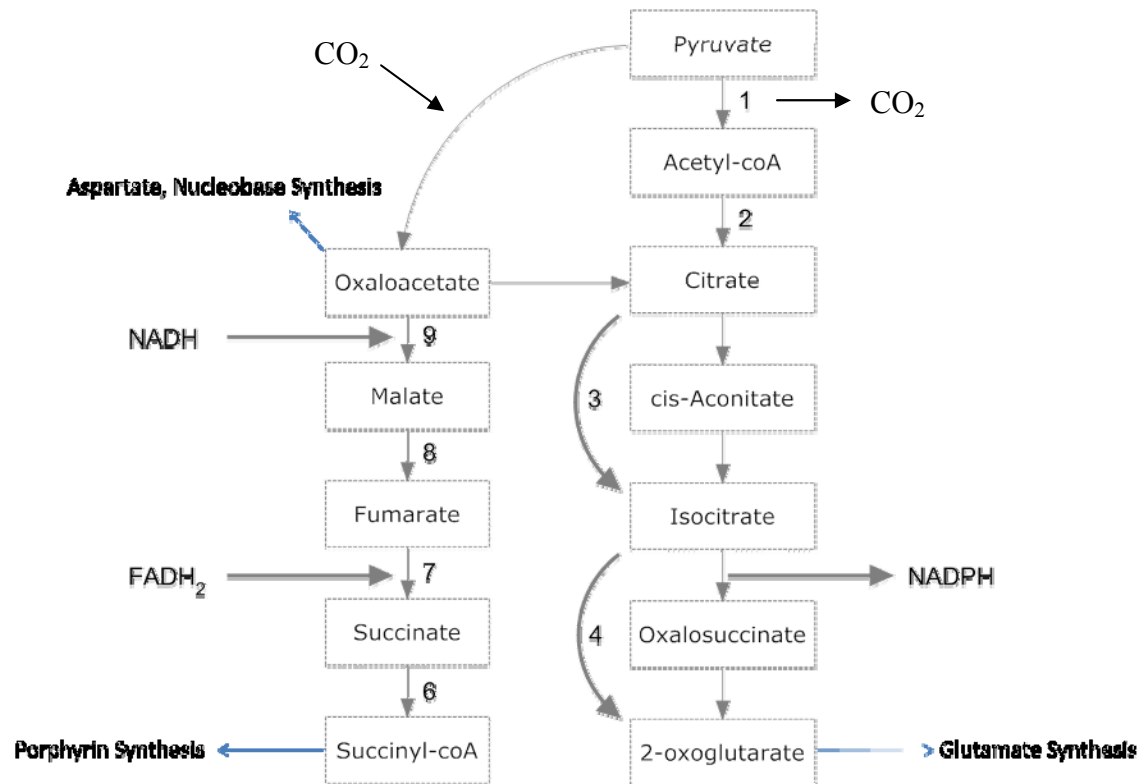 Pyruvate
CO₂
1
CO₂
Acetyl-coA
Aspartate, Nucleobase Synthesis
2
Oxaloacetate
Citrate
NADH
9
Malate
3
cis-Aconitate
8
Fumarate
Isocitrate
FADH₂
7
NADPH
Succinate
4
Oxalosuccinate
6
Porphyrin Synthesis
Succinyl-coA
2-oxoglutarate
Glutamate Synthesis